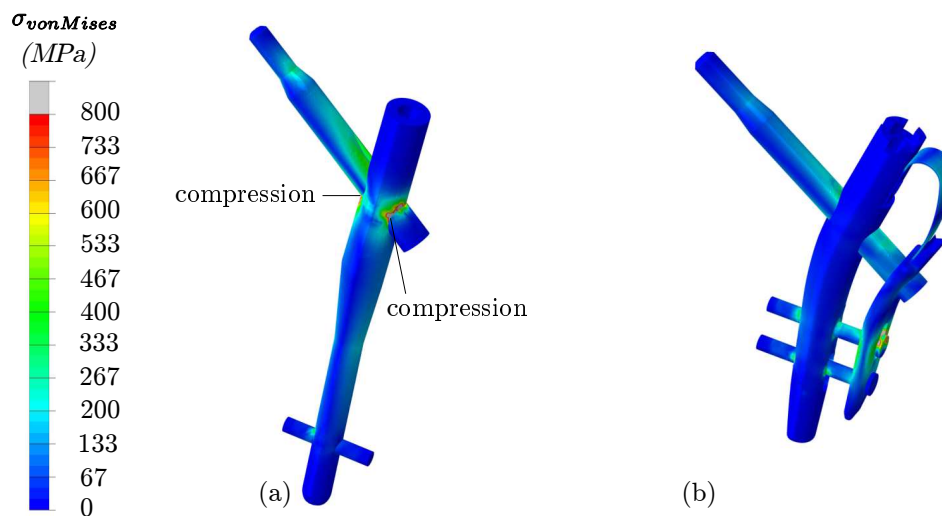 σvonMises
(MPa)
800
733
667
600
533
467
400
333
267
200
133
67
0
compression
compression
(a)
(b)